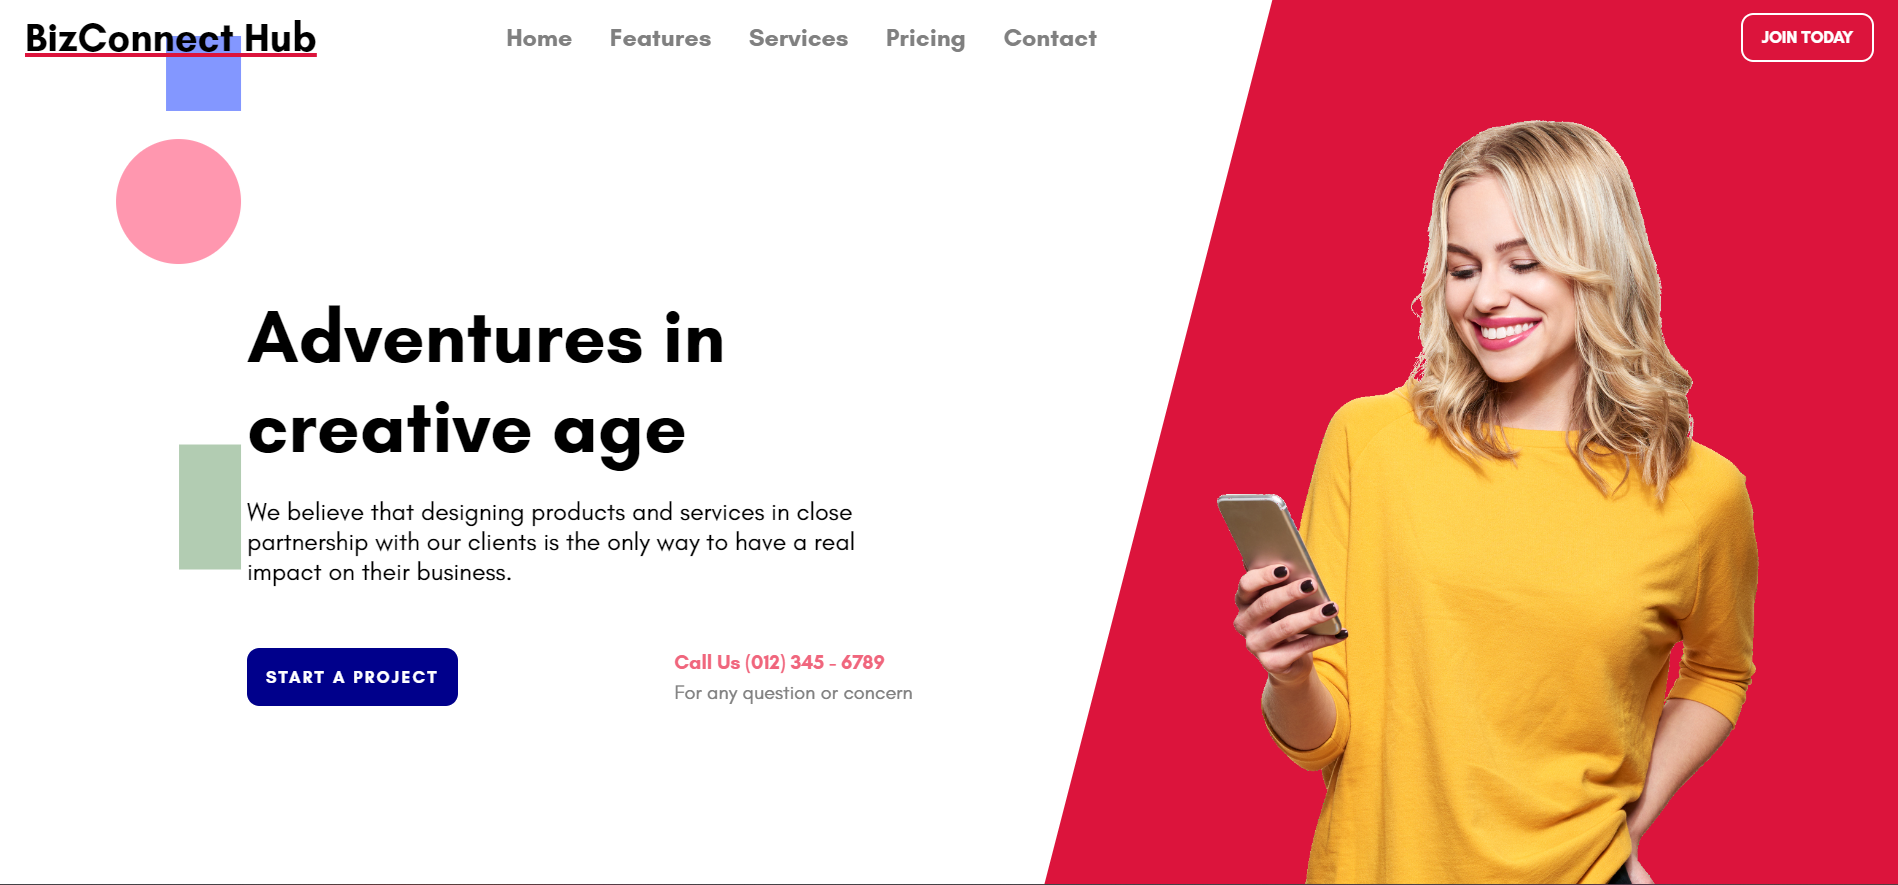 BizConnect Hub
Home Features Services Pricing Contact
JOIN TODAY
Adventures in
creative age
We believe that designing products and services in close
partnership with our clients is the only way to have a real
impact on their business.
START A PROJECT
Call Us (012) 345 - 6789
For any question or concern